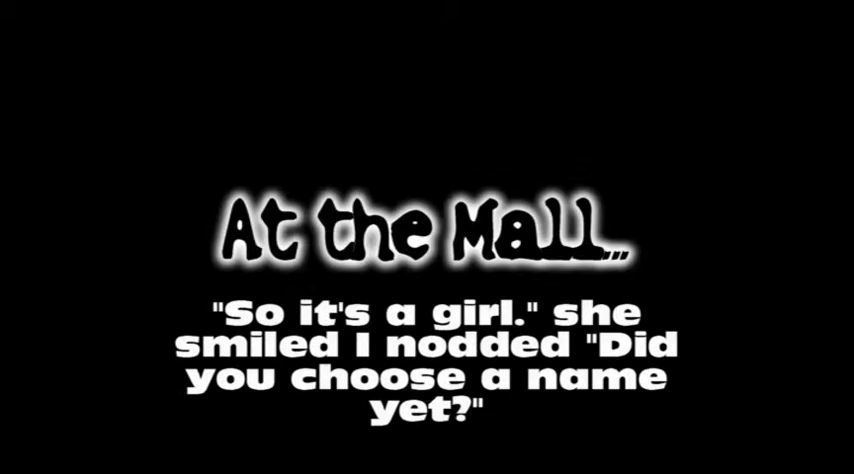 At the Mall...
"So it's a girl." she
smiled I nodded "Did
you choose a name
yet?"